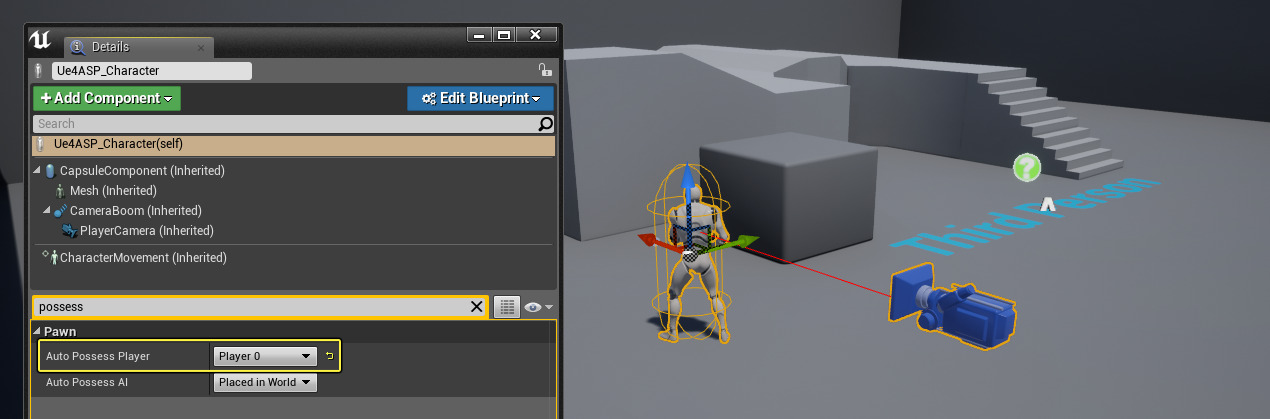 Details
Ue4ASP_Character
+ Add Component
Edit Blueprint
Search
Ue4ASP_Character(self)
CapsuleComponent (Inherited)
Mesh (Inherited)
CameraBoom (Inherited)
PlayerCamera (Inherited)
CharacterMovement (Inherited)
possess
Pawn
Auto Possess Player Player 0
Auto Possess AI Placed in World
Third Person
?